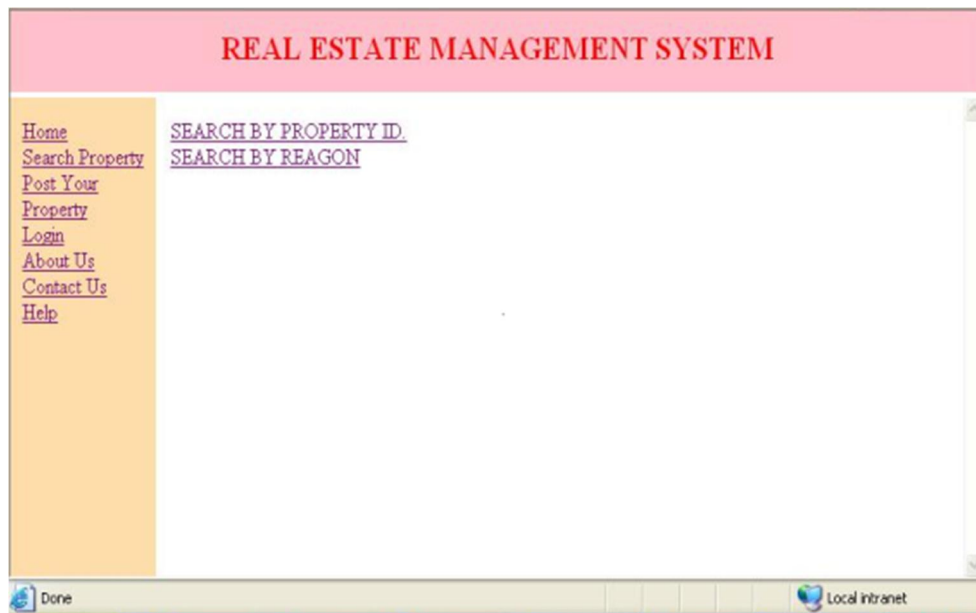 REAL ESTATE MANAGEMENT SYSTEM
Home
Search Property
Post Your
Property
Login
About Us
Contact Us
Help
SEARCH BY PROPERTY ID.
SEARCH BY REAGON
Done
Local intranet